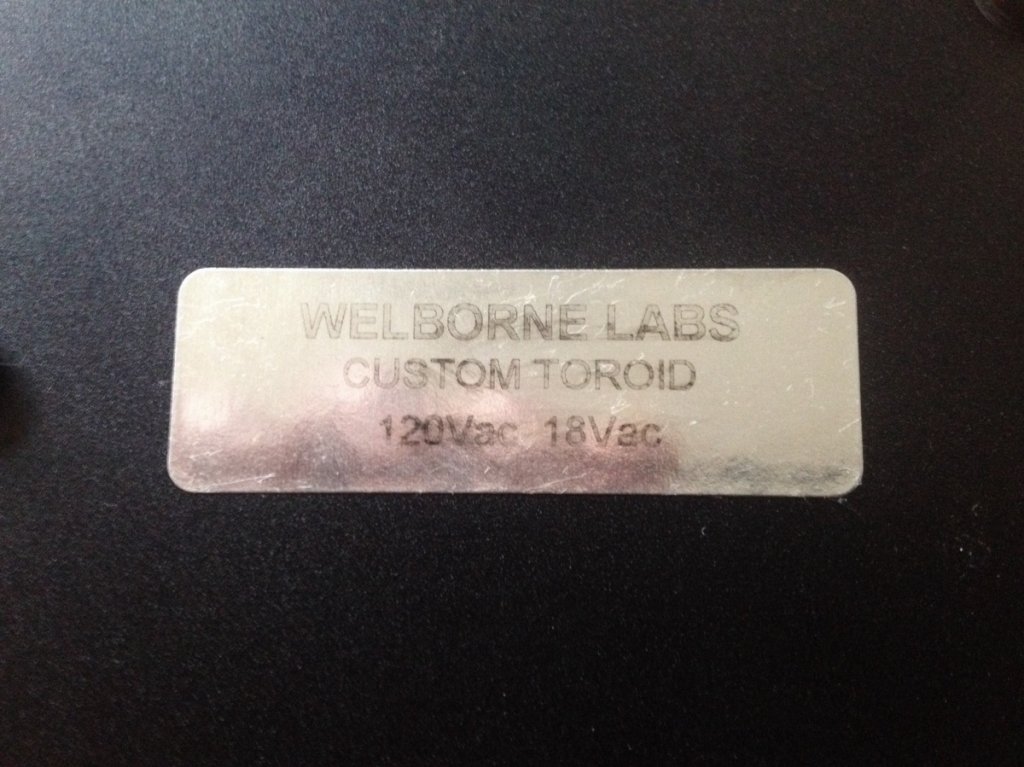 WELBORNE LABS
CUSTOM TOROID
120Vac 18Vac